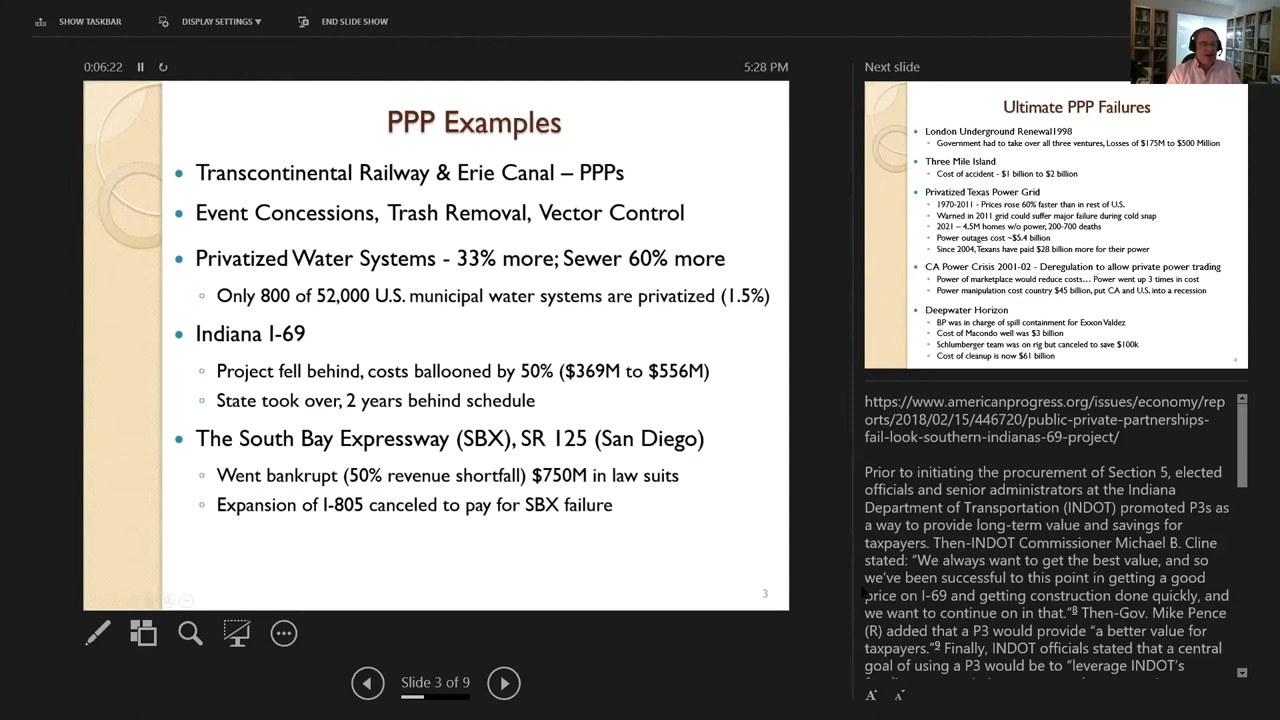 SHOW TASKBAR
DISPLAY SETTINGS ▼
END SLIDE SHOW
0:06:22
5:28 PM
PPP Examples
Transcontinental Railway & Erie Canal – PPPs
Event Concessions, Trash Removal, Vector Control
Privatized Water Systems - 33% more; Sewer 60% more
Only 800 of 52,000 U.S. municipal water systems are privatized (1.5%)
Indiana I-69
Project fell behind, costs ballooned by 50% ($369M to $556M)
State took over, 2 years behind schedule
The South Bay Expressway (SBX), SR 125 (San Diego)
Went bankrupt (50% revenue shortfall) $750M in law suits
Expansion of I-805 canceled to pay for SBX failure
3
Slide 3 of 9
Next slide
Ultimate PPP Failures
London Underground Renewal1998
Government had to take over all three ventures, Losses of $175M to $500 Million
Three Mile Island
Cost of accident - $1 billion to $2 billion
Privatized Texas Power Grid
1970-2011 - Prices rose 60% faster than in rest of U.S.
Warned in 2011 grid could suffer major failure during cold snap
2021 – 4.5M homes w/o power, 200-700 deaths
Power outages cost ~$5.4 billion
Since 2004, Texans have paid $28 billion more for their power
CA Power Crisis 2001-02 - Deregulation to allow private power trading
Power of marketplace would reduce costs… Power went up 3 times in cost
Power manipulation cost country $45 billion, put CA and U.S. into a recession
Deepwater Horizon
BP was in charge of spill containment for Exxon Valdez
Cost of Macondo well was $3 billion
Schlumberger team was on rig but canceled to save $100k
Cost of cleanup is now $61 billion
4
https://www.americanprogress.org/issues/economy/rep
orts/2018/02/15/446720/public-private-partnerships-
fail-look-southern-indianas-69-project/
Prior to initiating the procurement of Section 5, elected
officials and senior administrators at the Indiana
Department of Transportation (INDOT) promoted P3s as
a way to provide long-term value and savings for
taxpayers. Then-INDOT Commissioner Michael B. Cline
stated: “We always want to get the best value, and so
we’ve been successful to this point in getting a good
price on I-69 and getting construction done quickly, and
we want to continue on in that.”8 Then-Gov. Mike Pence
(R) added that a P3 would provide “a better value for
taxpayers.”9 Finally, INDOT officials stated that a central
goal of using a P3 would be to “leverage INDOT’s
A A